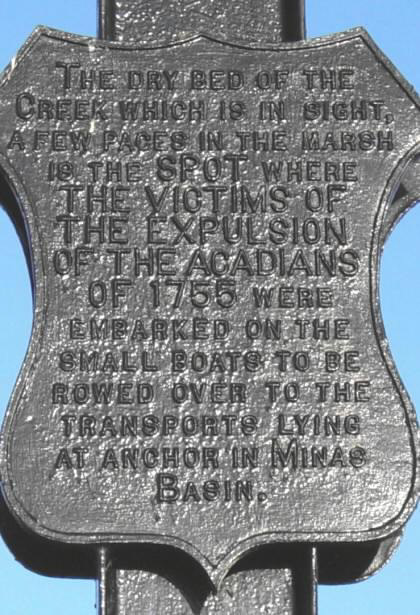 THE DRY BED OF THE
CREEK WHICH IS IN SIGHT,
A FEW PACES IN THE MARSH
IS THE SPOT WHERE
THE VICTIMS OF
THE EXPULSION
OF THE ACADIANS
OF 1755 WERE
EMBARKED ON THE
SMALL BOATS TO BE
ROWED OVER TO THE
TRANSPORTS LYING
AT ANCHOR IN MINAS
BASIN.